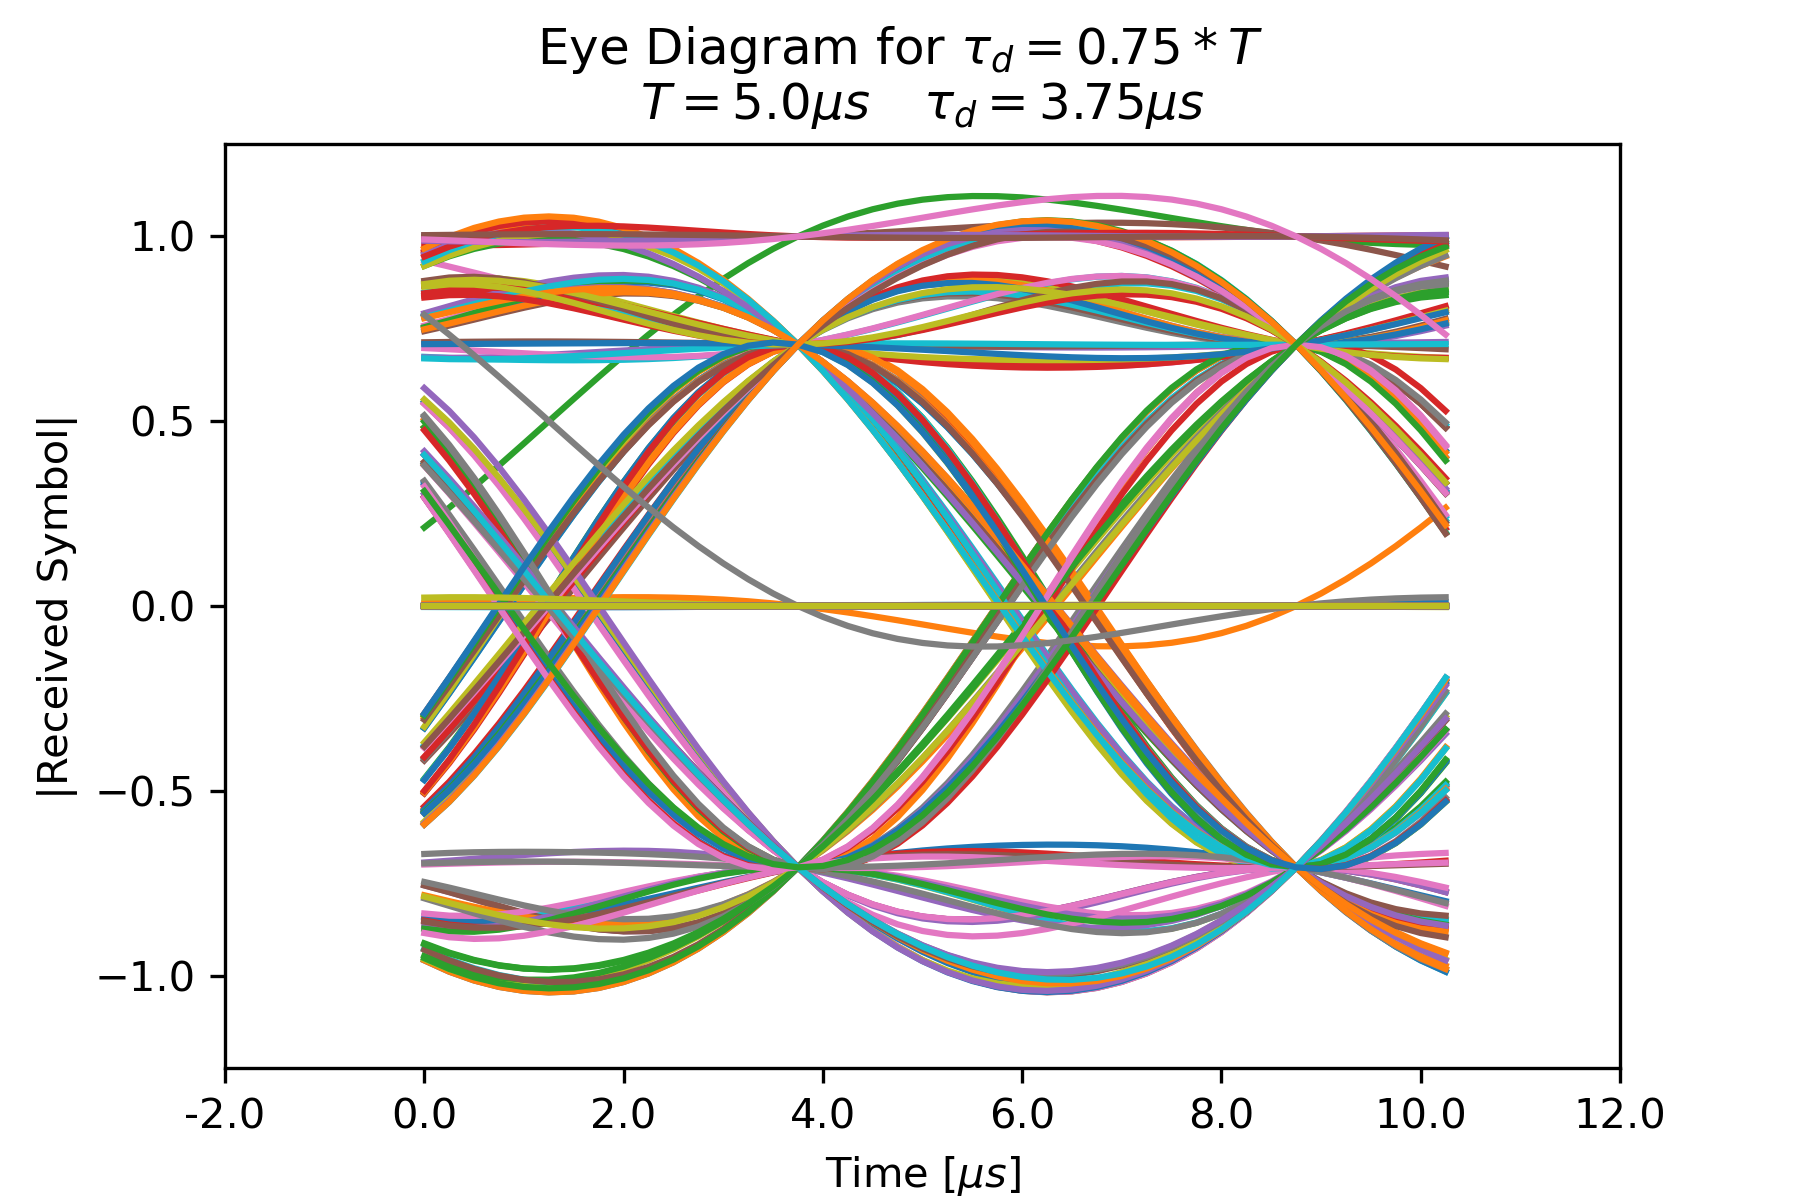 Eye Diagram for τ_d = 0.75 * T
T = 5.0μs τ_d = 3.75μs
|Received Symbol|
1.0
0.5
0.0
−0.5
−1.0
-2.0 0.0 2.0 4.0 6.0 8.0 10.0 12.0
Time [μs]